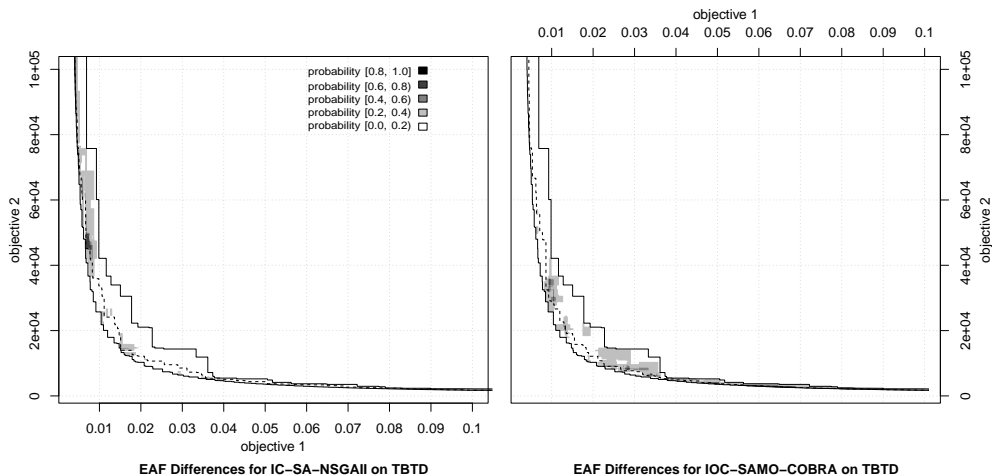 objective 1
0.01 0.02 0.03 0.04 0.05 0.06 0.07 0.08 0.09 0.1
probability [0.8, 1.0]
probability [0.6, 0.8)
probability [0.4, 0.6)
probability [0.2, 0.4)
probability [0.0, 0.2)
objective 2
0 2e+04 4e+04 6e+04 8e+04 1e+05
0.01 0.02 0.03 0.04 0.05 0.06 0.07 0.08 0.09 0.1
objective 1
0 2e+04 4e+04 6e+04 8e+04 1e+05
objective 2
EAF Differences for IC−SA−NSGAII on TBTD
EAF Differences for IOC−SAMO−COBRA on TBTD